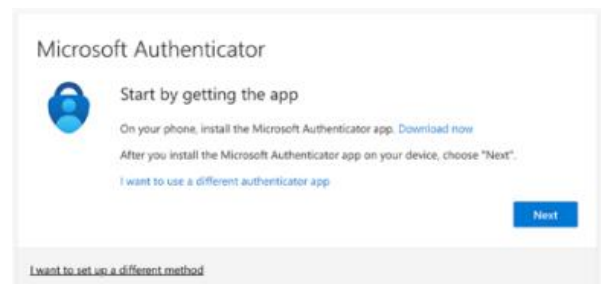 Microsoft Authenticator
Start by getting the app
On your phone, install the Microsoft Authenticator app. Download now
After you install the Microsoft Authenticator app on your device, choose "Next".
I want to use a different authenticator app
Next
I want to set up a different method